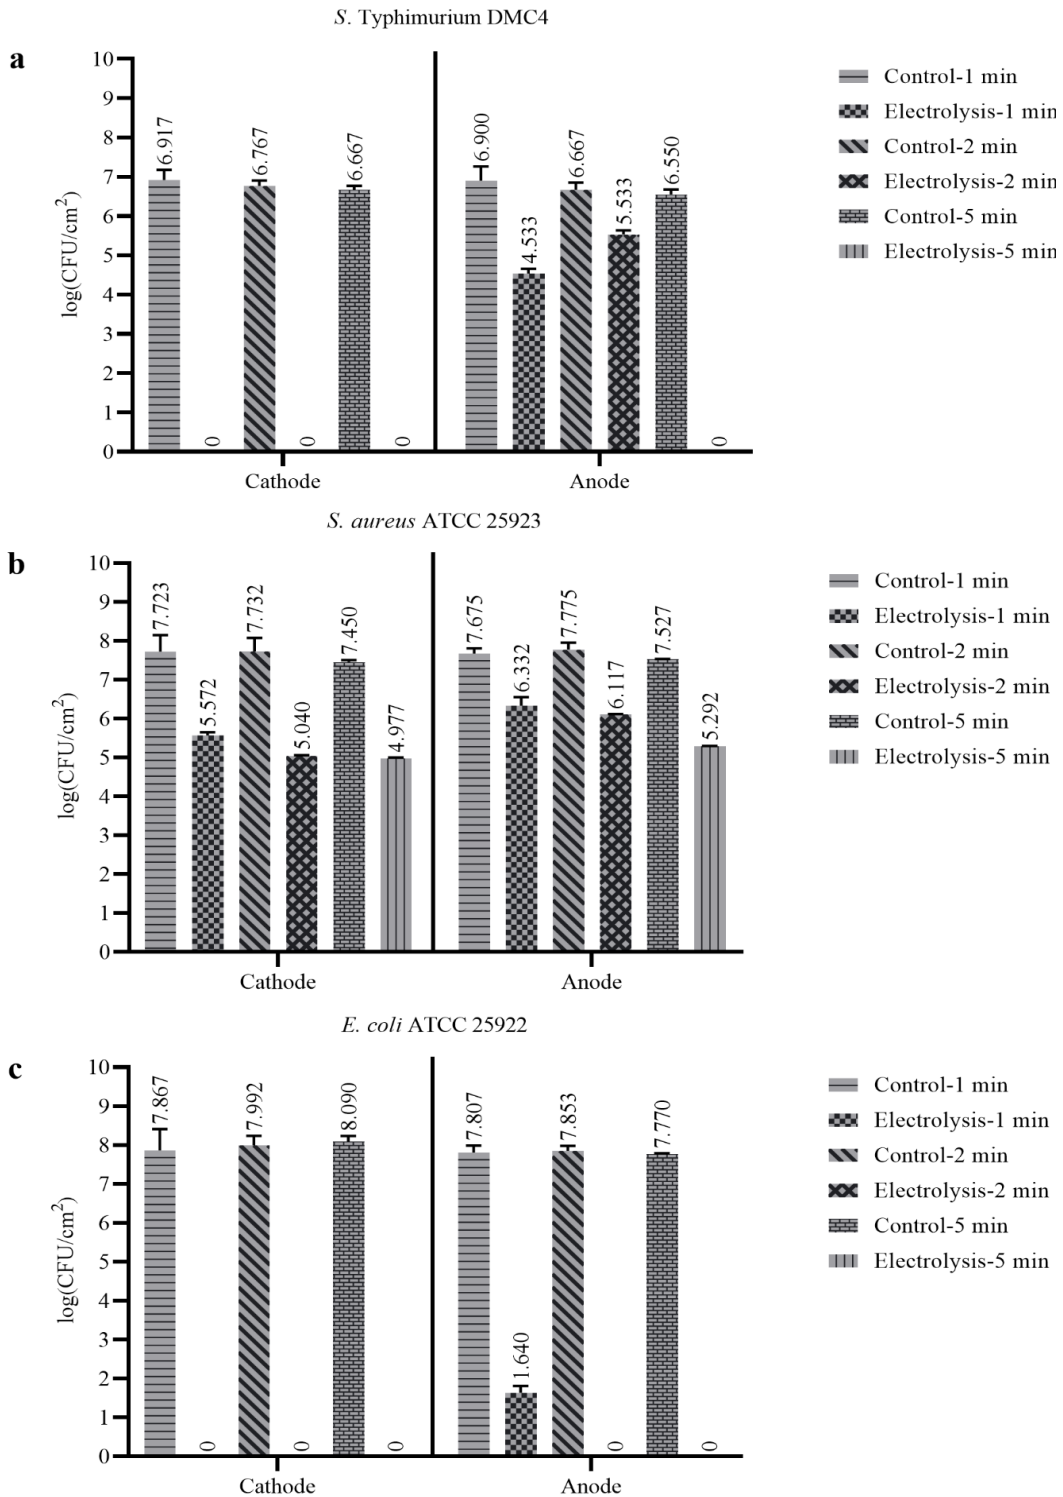 S. Typhimurium DMC4
a
log(CFU/cm2)
10
9
8
7
6
5
4
3
2
1
0
6.917
0
6.767
0
6.667
0
6.900
4.533
6.667
5.533
6.550
0
Cathode
Anode
Control-1 min
Electrolysis-1 min
Control-2 min
Electrolysis-2 min
Control-5 min
Electrolysis-5 min
S. aureus ATCC 25923
b
log(CFU/cm2)
10
9
8
7
6
5
4
3
2
1
0
7.723
5.572
7.732
5.040
7.450
4.977
7.675
6.332
7.775
6.117
7.527
5.292
Cathode
Anode
Control-1 min
Electrolysis-1 min
Control-2 min
Electrolysis-2 min
Control-5 min
Electrolysis-5 min
E. coli ATCC 25922
c
log(CFU/cm2)
10
9
8
7
6
5
4
3
2
1
0
7.867
0
7.992
0
8.090
0
7.807
1.640
7.853
0
7.770
0
Cathode
Anode
Control-1 min
Electrolysis-1 min
Control-2 min
Electrolysis-2 min
Control-5 min
Electrolysis-5 min